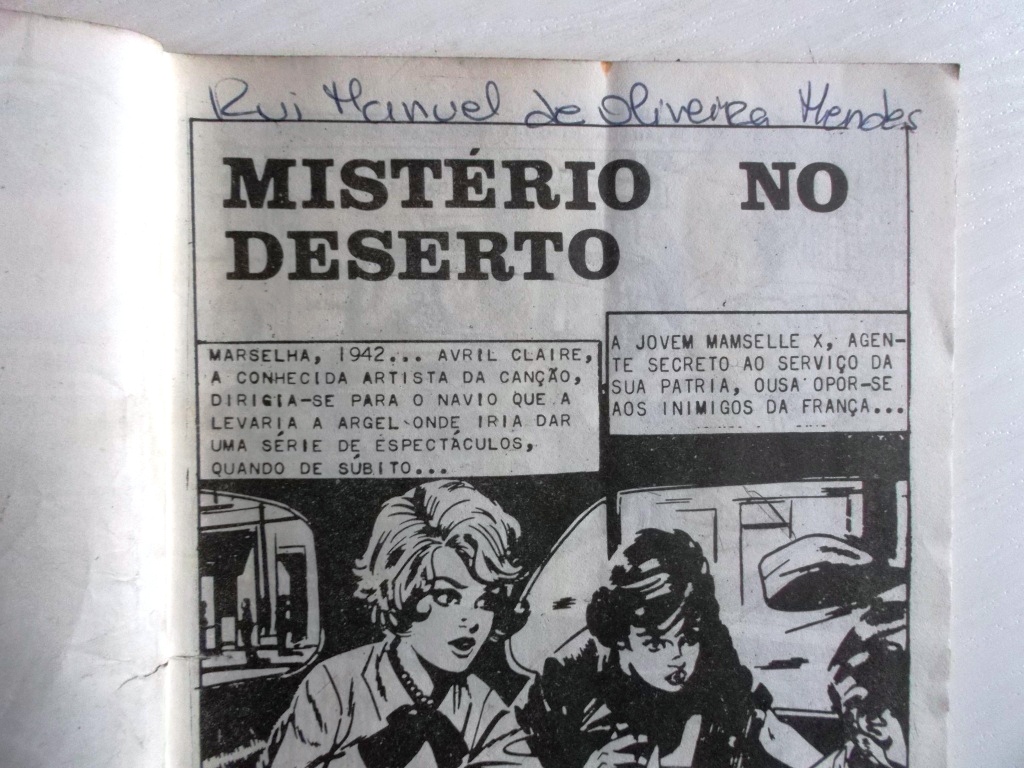 Rui Manuel de Oliveira Mendes
MISTÉRIO NO
DESERTO
MARSELHA, 1942... AVRIL CLAIRE,
A CONHECIDA ARTISTA DA CANÇÃO,
DIRIGIA-SE PARA O NAVIO QUE A
LEVARIA A ARGEL ONDE IRIA DAR
UMA SÉRIE DE ESPECTÁCULOS,
QUANDO DE SÚBITO...
A JOVEM MAMSELLE X, AGEN-
TE SECRETO AO SERVIÇO DA
SUA PATRIA, OUSA OPOR-SE
AOS INIMIGOS DA FRANÇA...